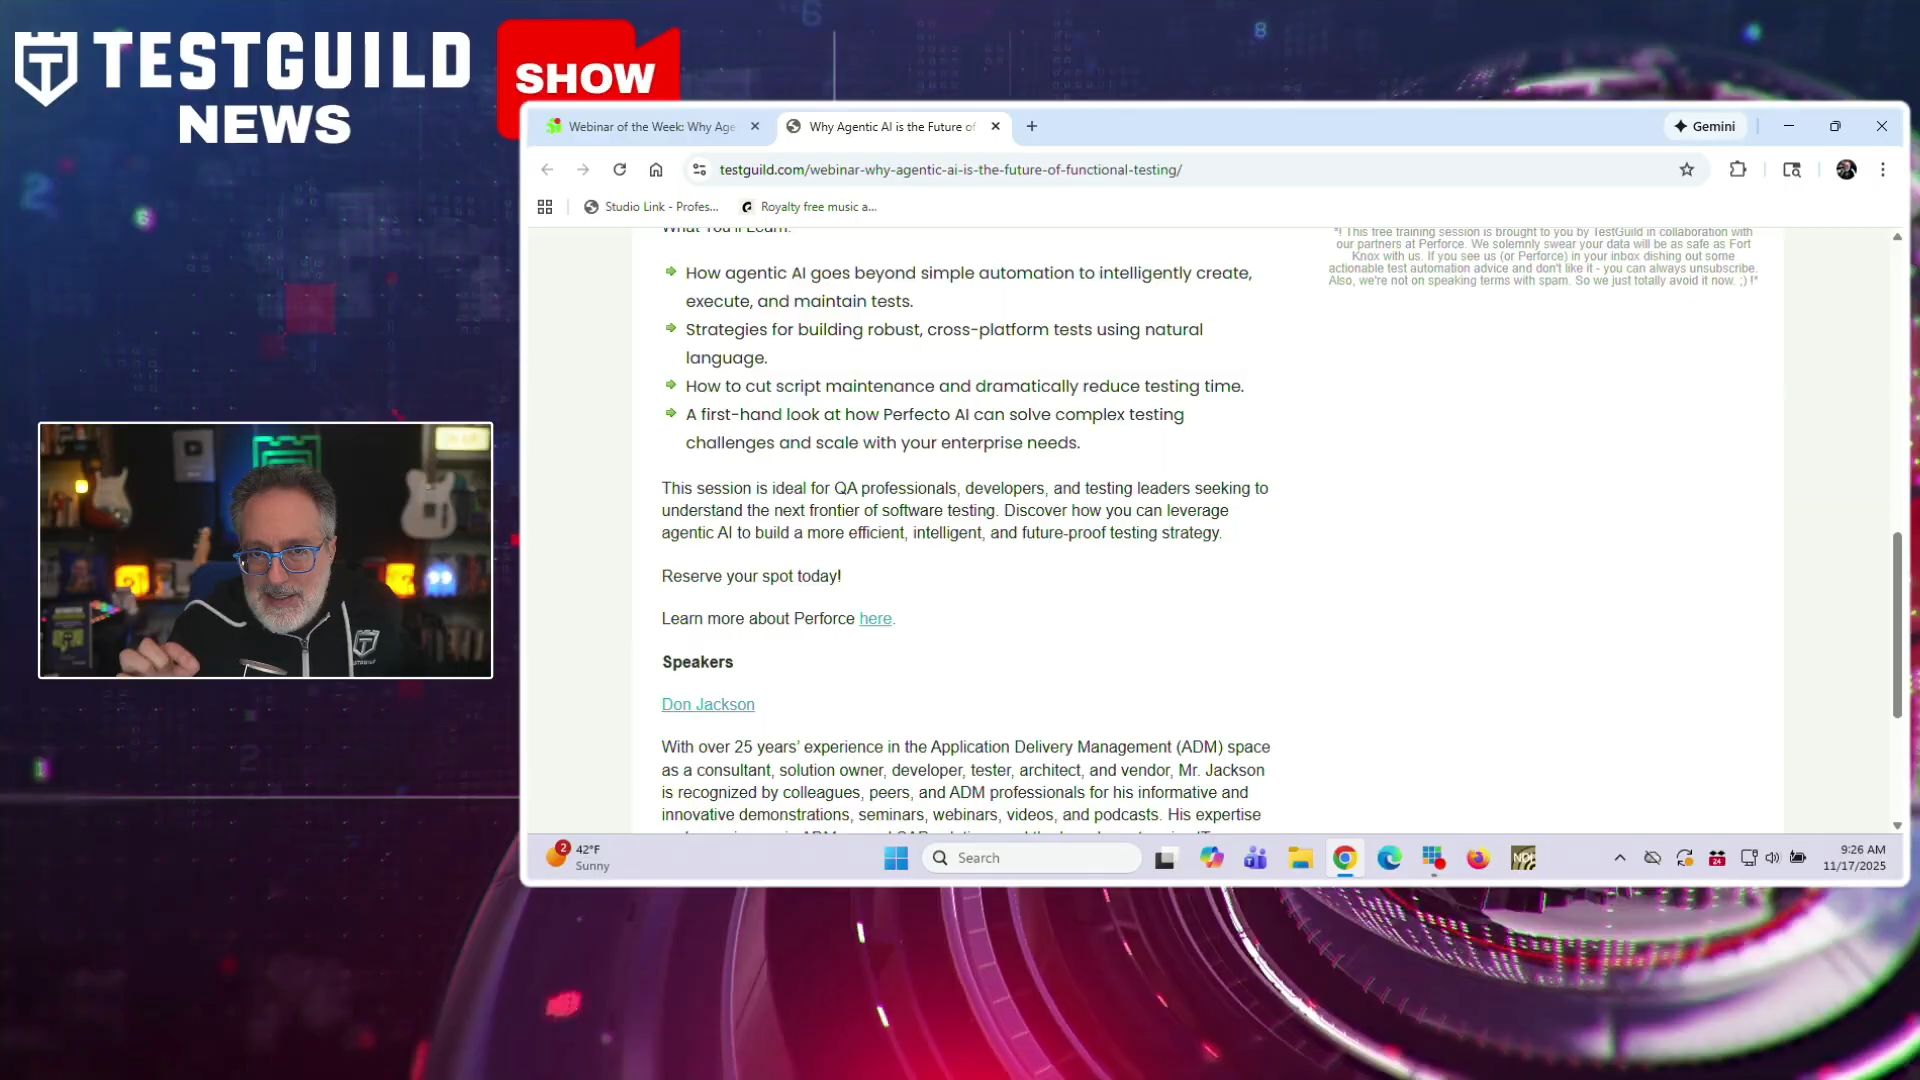 TESTGUILD
NEWS
SHOW
Webinar of the Week: Why Age
Why Agentic AI is the Future of
Gemini
testguild.com/webinar-why-agentic-ai-is-the-future-of-functional-testing/
Studio Link - Profes...
Royalty free music a...
What You'll Learn:
How agentic AI goes beyond simple automation to intelligently create,
execute, and maintain tests.
Strategies for building robust, cross-platform tests using natural
language.
How to cut script maintenance and dramatically reduce testing time.
A first-hand look at how Perfecto AI can solve complex testing
challenges and scale with your enterprise needs.
This session is ideal for QA professionals, developers, and testing leaders seeking to
understand the next frontier of software testing. Discover how you can leverage
agentic AI to build a more efficient, intelligent, and future-proof testing strategy.
Reserve your spot today!
Learn more about Perforce here.
Speakers
Don Jackson
With over 25 years' experience in the Application Delivery Management (ADM) space
as a consultant, solution owner, developer, tester, architect, and vendor, Mr. Jackson
is recognized by colleagues, peers, and ADM professionals for his informative and
innovative demonstrations, seminars, webinars, videos, and podcasts. His expertise
*! This free training session is brought to you by TestGuild in collaboration with
our partners at Perforce. We solemnly swear your data will be as safe as Fort
Knox with us. If you see us (or Perforce) in your inbox dishing out some
actionable test automation advice and don't like it - you can always unsubscribe.
Also, we're not on speaking terms with spam. So we just totally avoid it now. ;) !*
2
42°F
Sunny
Search
NDI
24
9:26 AM
11/17/2025